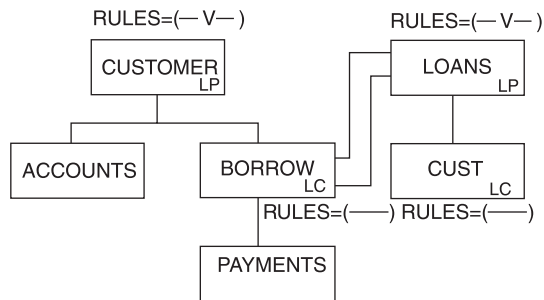 RULES=(— V— )
RULES=(— V— )
CUSTOMER
LP
LOANS
LP
ACCOUNTS
BORROW
LC
CUST
LC
RULES=(——)
RULES=(——)
PAYMENTS